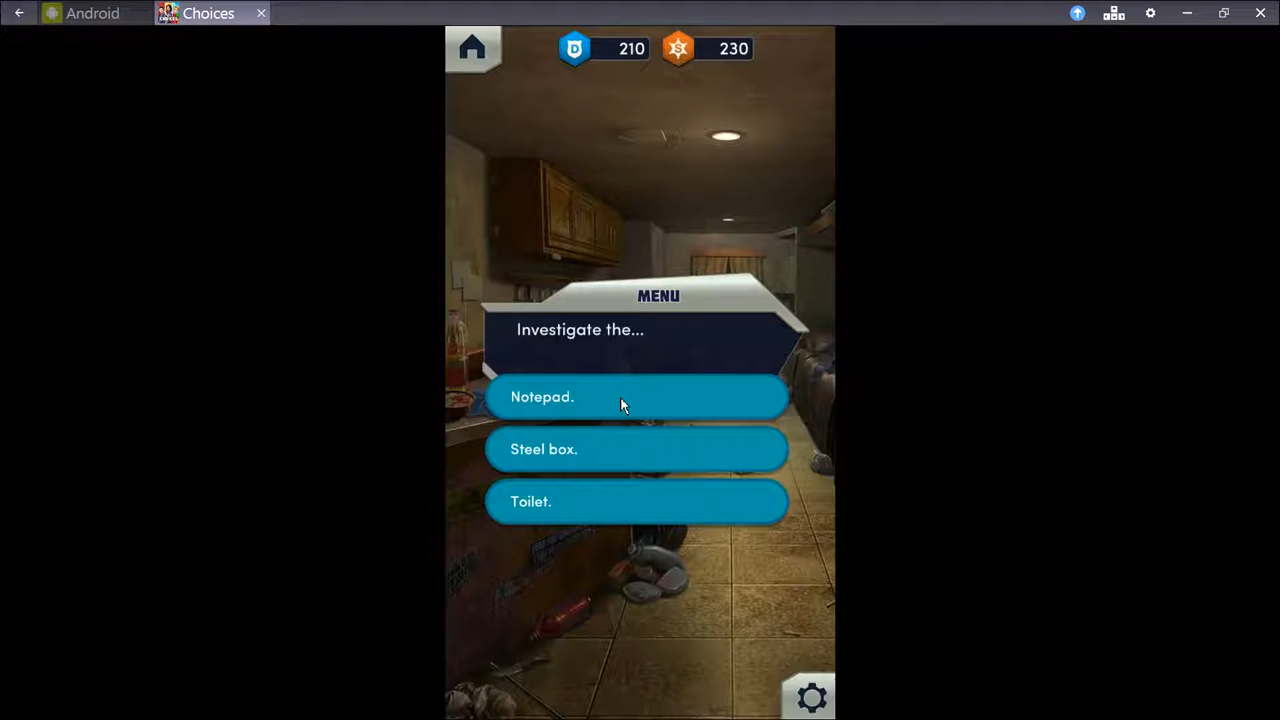 Android
Choices
210
230
MENU
Investigate the...
Notepad.
Steel box.
Toilet.